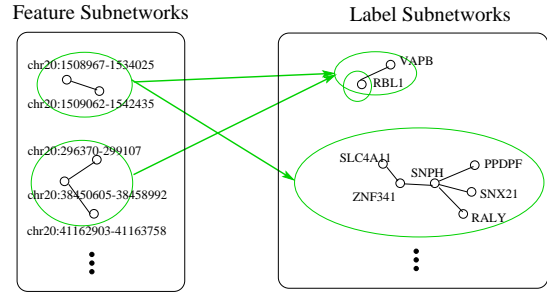 Feature Subnetworks
chr20:1508967-1534025
chr20:1509062-1542435
chr20:296370-299107
chr20:38450605-38458992
chr20:41162903-41163758
Label Subnetworks
VAPB
RBL1
SLC4A11
SNPH
PPDPF
ZNF341
SNX21
RALY